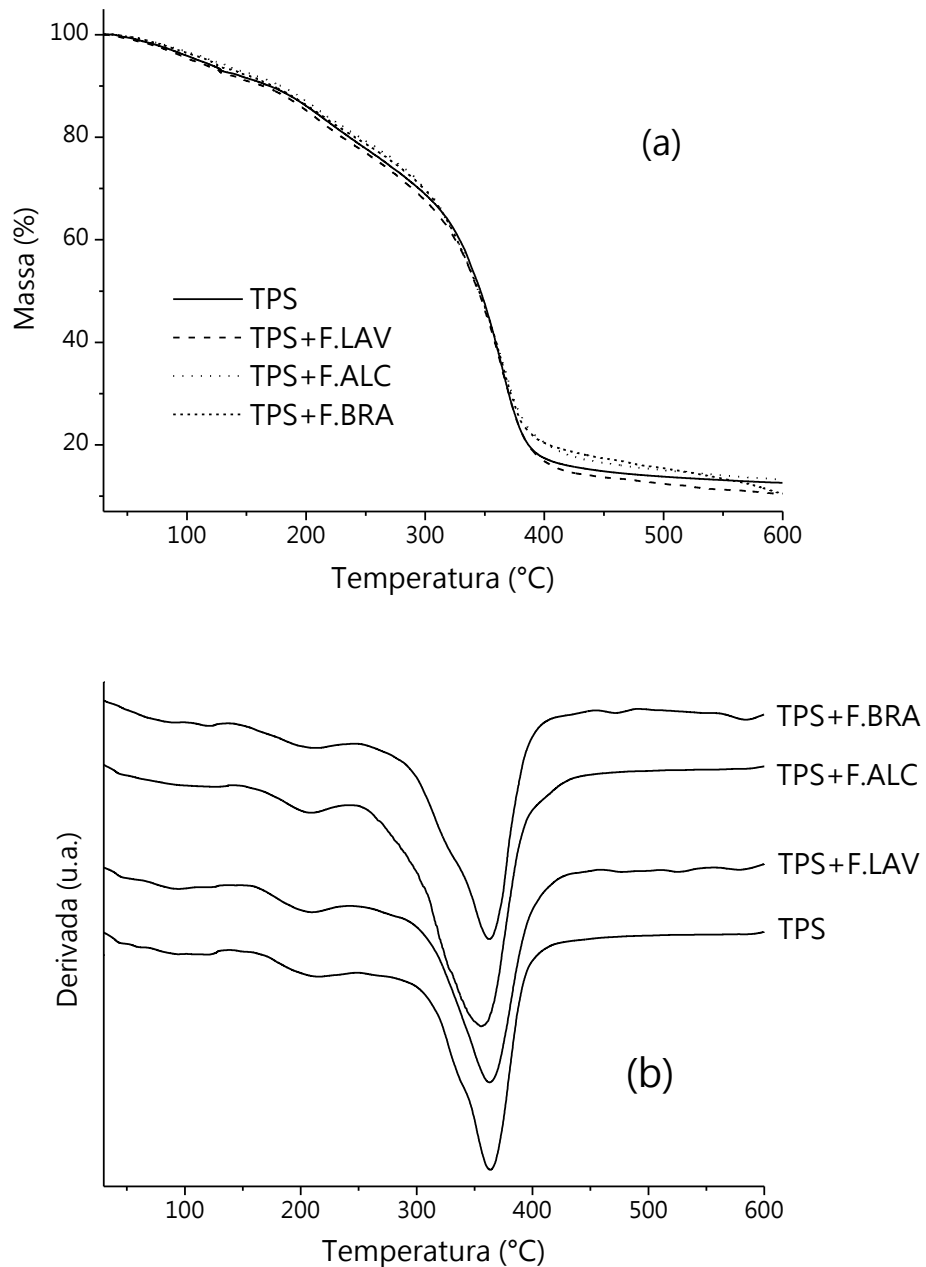 100
80
60
40
20
Massa (%)
(a)
TPS
TPS+F.LAV
TPS+F.ALC
TPS+F.BRA
100 200 300 400 500 600
Temperatura (°C)
TPS+F.BRA
TPS+F.ALC
TPS+F.LAV
TPS
Derivada (u.a.)
(b)
100 200 300 400 500 600
Temperatura (°C)